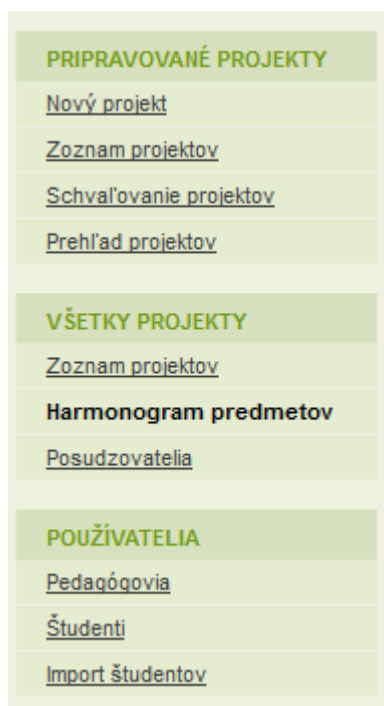 PRIPRAVOVANÉ PROJEKTY
Nový projekt
Zoznam projektov
Schvaľovanie projektov
Prehľad projektov
VŠETKY PROJEKTY
Zoznam projektov
Harmonogram predmetov
Posudzovatelia
POUŽÍVATELIA
Pedagógovia
Študenti
Import študentov